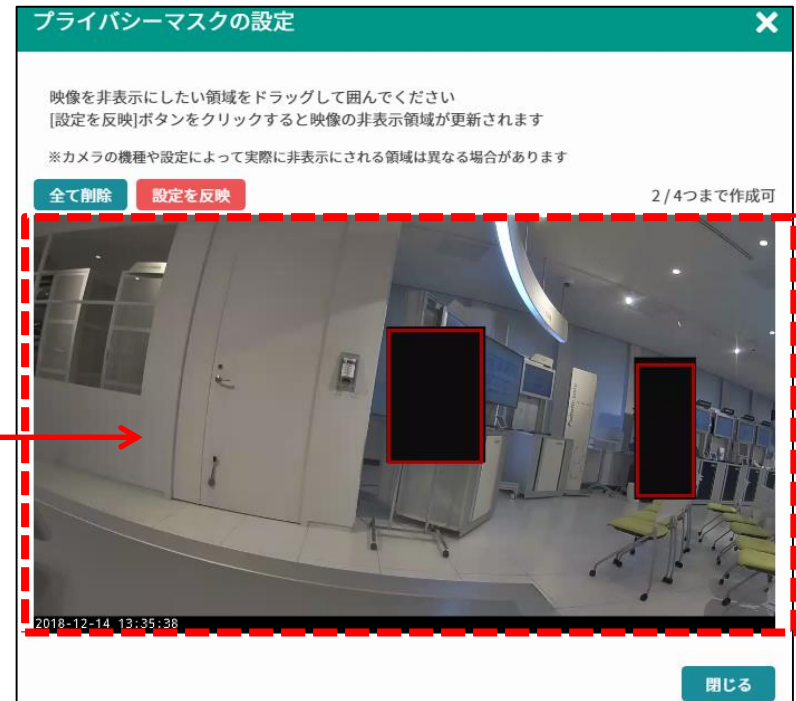 プライバシーマスクの設定
映像を非表示にしたい領域をドラッグして囲んでください
[設定を反映]ボタンをクリックすると映像の非表示領域が更新されます
※カメラの機種や設定によって実際に非表示にされる領域は異なる場合があります
全て削除 設定を反映 2/4つまで作成可
2018-12-14 13:35:38
閉じる